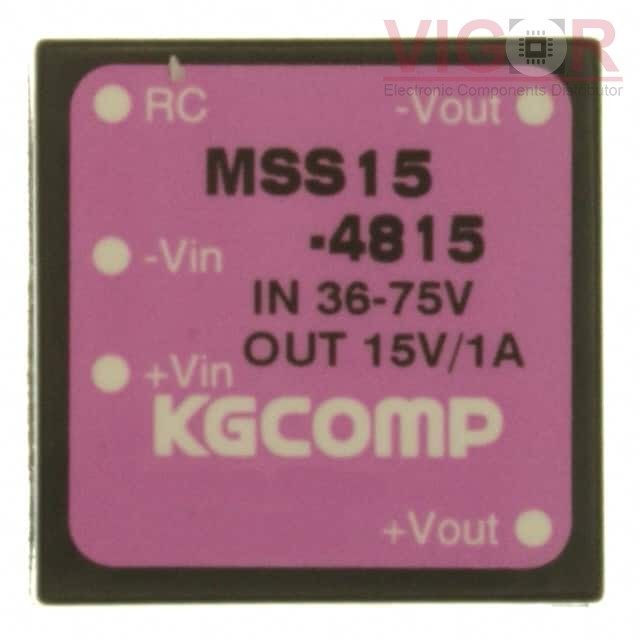 VIGOR
Electronic Components Distributor
RC
-Vout
MSS15
-4815
-Vin
IN 36-75V
OUT 15V/1A
+Vin
KGCOMP
+Vout